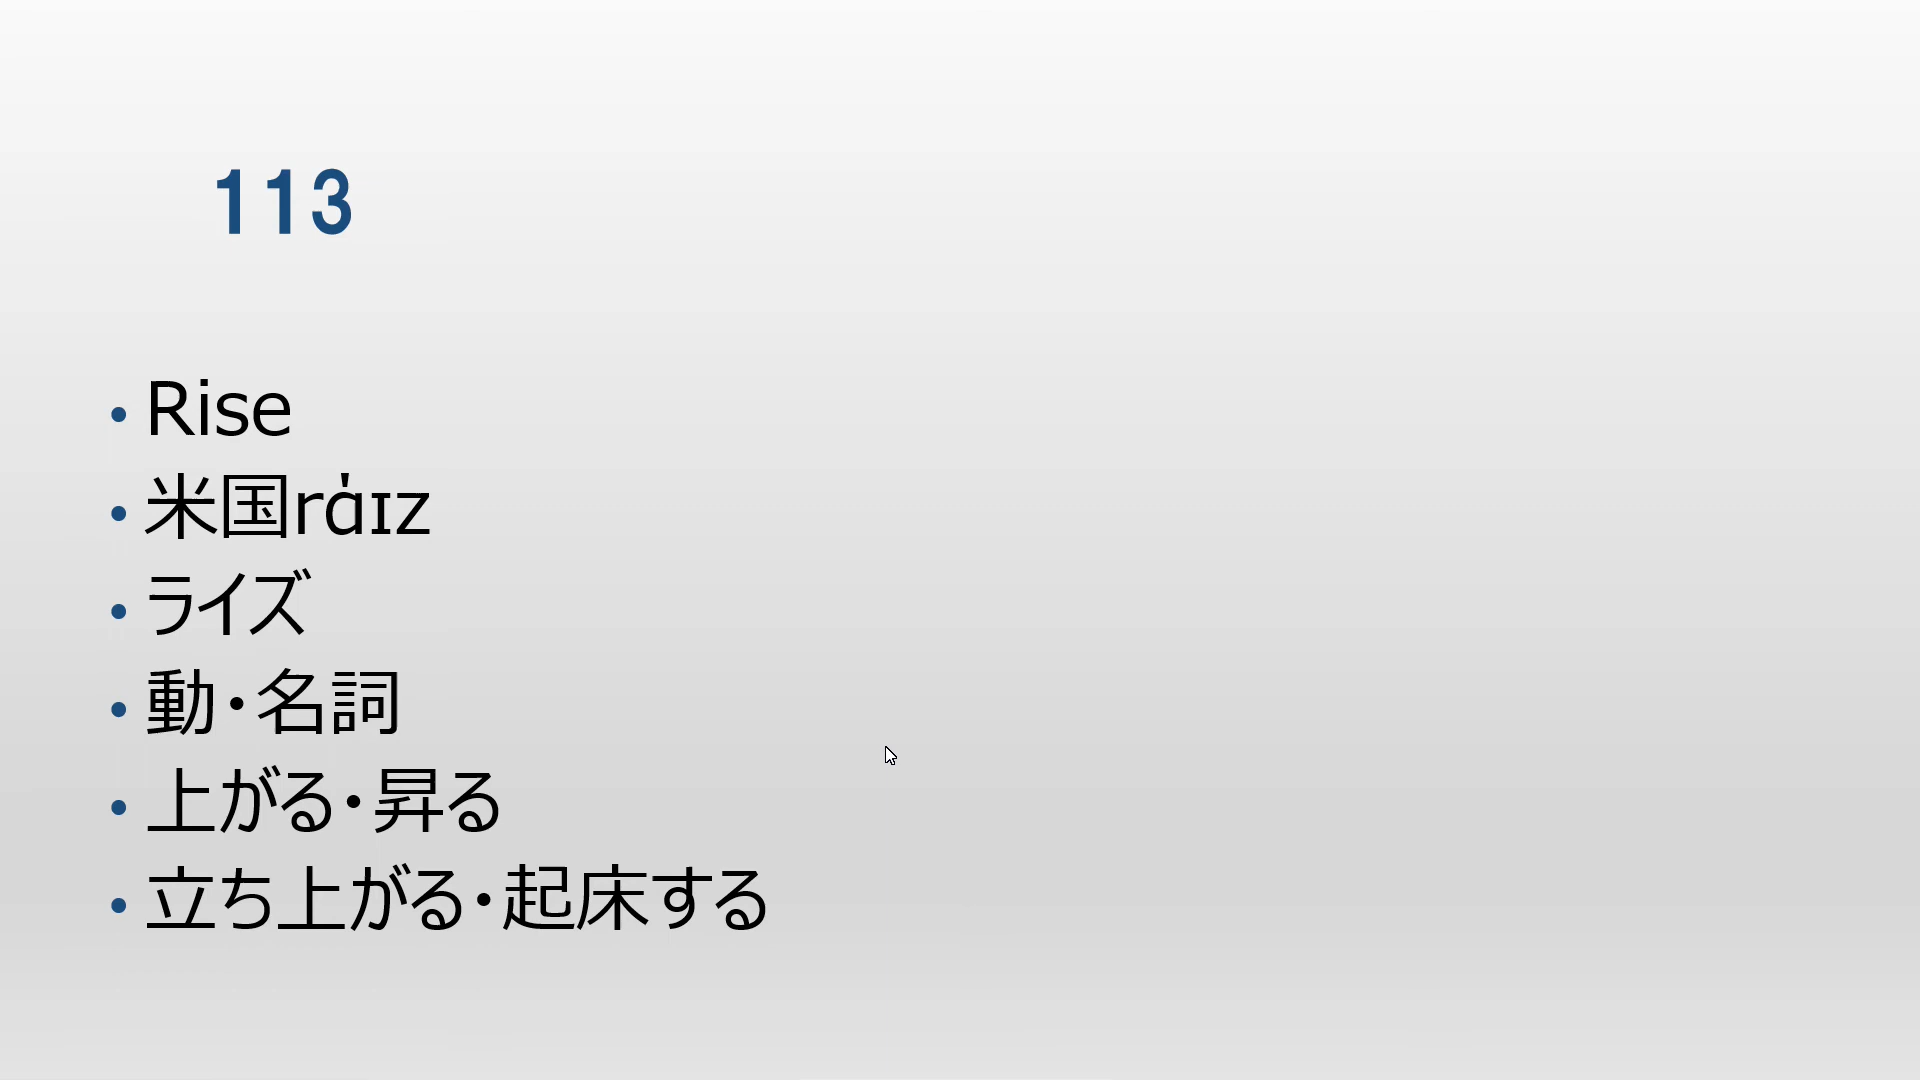 113
• Rise
• 米国rάɪz
• ライズ
• 動・名詞
• 上がる・昇る
• 立ち上がる・起床する